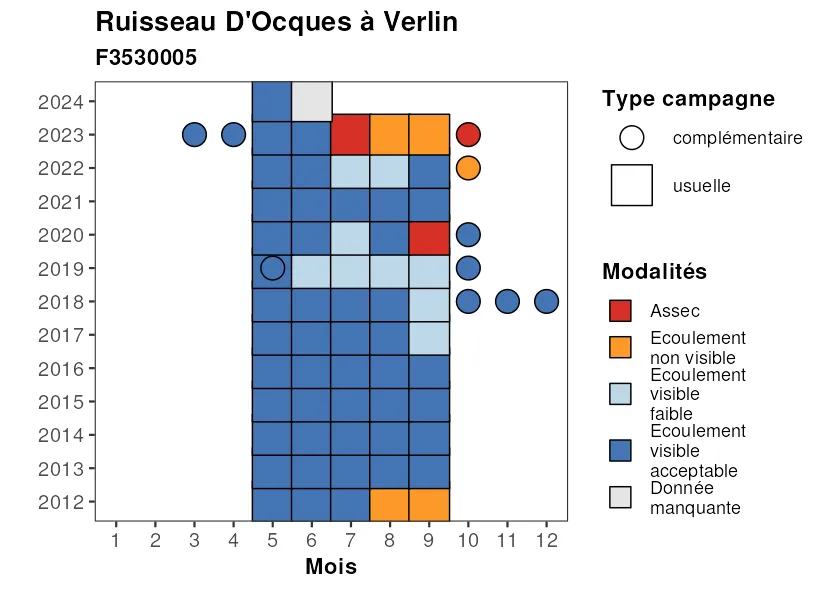 Ruisseau D'Ocques à Verlin
F3530005
2024
2023
2022
2021
2020
2019
2018
2017
2016
2015
2014
2013
2012
1 2 3 4 5 6 7 8 9 10 11 12
Mois
Type campagne
complémentaire
usuelle
Modalités
Assec
Ecoulement
non visible
Ecoulement
visible
faible
Ecoulement
visible
acceptable
Donnée
manquante